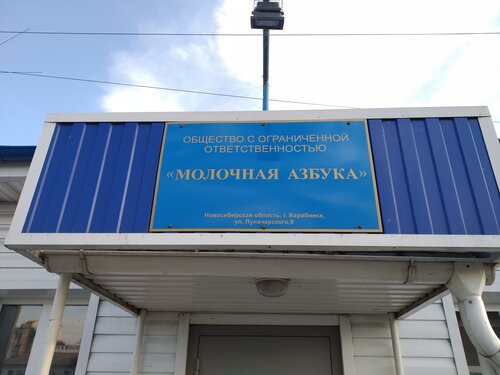 ОБЩЕСТВО С ОГРАНИЧЕННОЙ
ОТВЕТСТВЕННОСТЬЮ
«МОЛОЧНАЯ АЗБУКА»
Новосибирская область, г. Барабинск,
ул. Луначарского,8